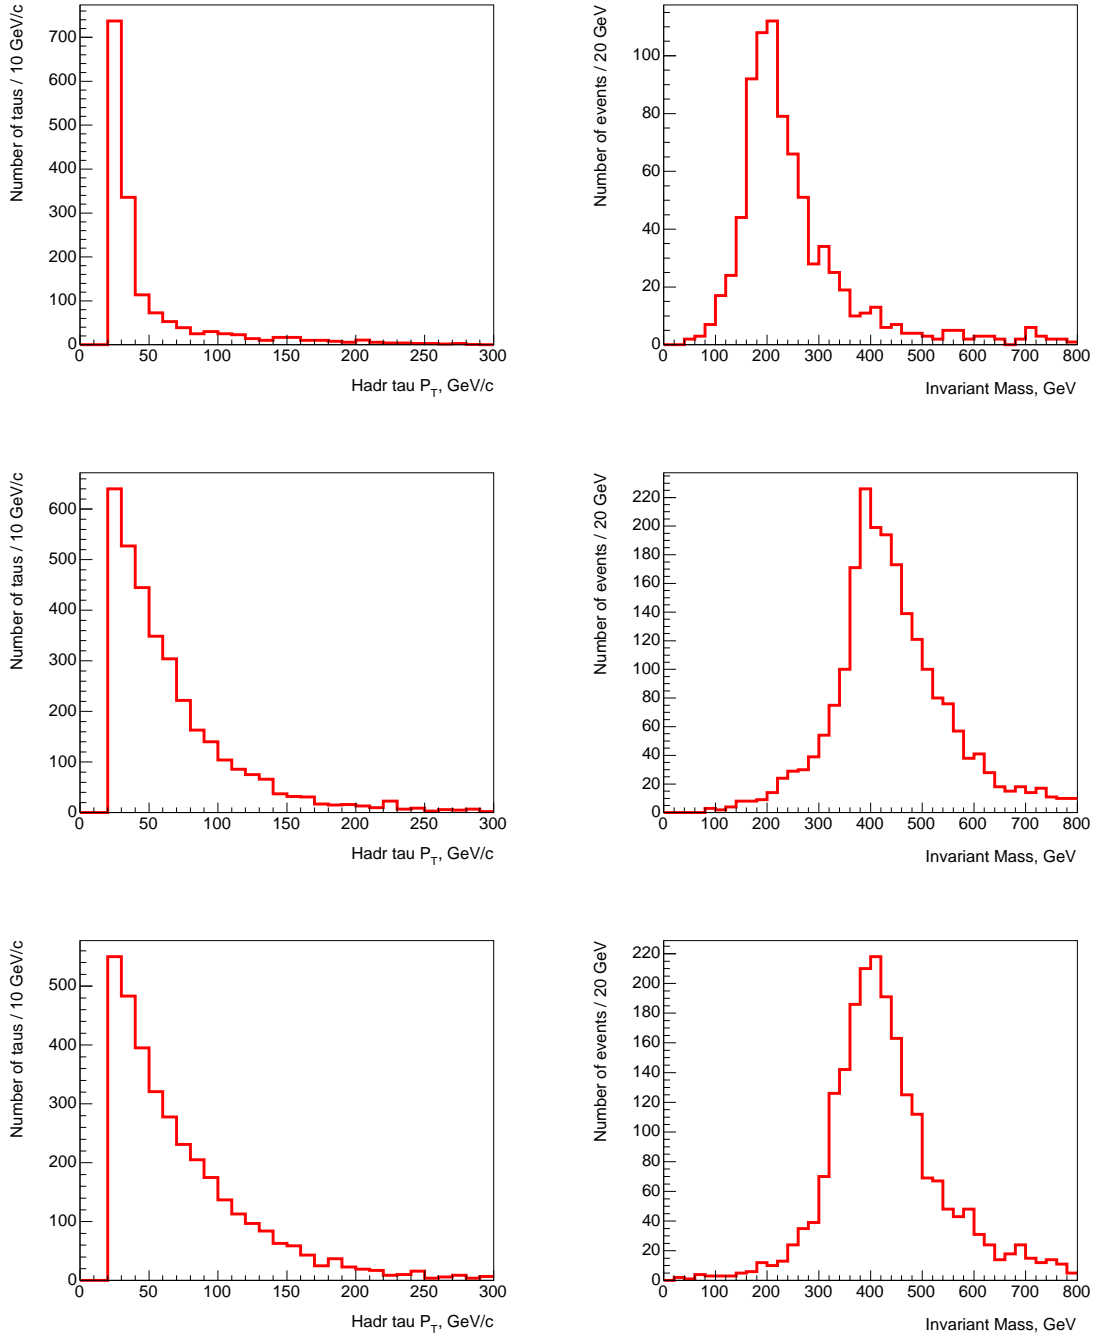 Number of taus / 10 GeV/c
700
600
500
400
300
200
100
0
0 50 100 150 200 250 300
Hadr tau P_T, GeV/c
Number of events / 20 GeV
100
80
60
40
20
0
0 100 200 300 400 500 600 700 800
Invariant Mass, GeV
Number of taus / 10 GeV/c
600
500
400
300
200
100
0
0 50 100 150 200 250 300
Hadr tau P_T, GeV/c
Number of events / 20 GeV
220
200
180
160
140
120
100
80
60
40
20
0
0 100 200 300 400 500 600 700 800
Invariant Mass, GeV
Number of taus / 10 GeV/c
500
400
300
200
100
0
0 50 100 150 200 250 300
Hadr tau P_T, GeV/c
Number of events / 20 GeV
220
200
180
160
140
120
100
80
60
40
20
0
0 100 200 300 400 500 600 700 800
Invariant Mass, GeV